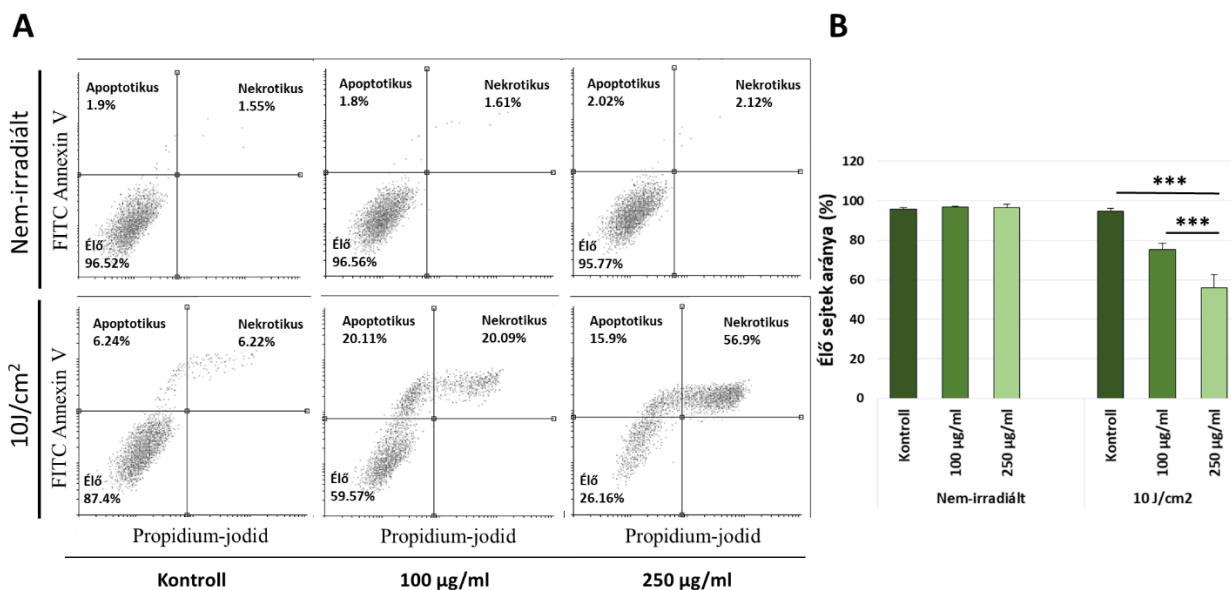 A
Nem-irradiált
FITC Annexin V
Apoptotikus
1.9%
Nekrotikus
1.55%
Élő
96.52%
Apoptotikus
1.8%
Nekrotikus
1.61%
Élő
96.56%
Apoptotikus
2.02%
Nekrotikus
2.12%
Élő
95.77%
10J/cm²
FITC Annexin V
Apoptotikus
6.24%
Nekrotikus
6.22%
Élő
87.4%
Apoptotikus
20.11%
Nekrotikus
20.09%
Élő
59.57%
Apoptotikus
15.9%
Nekrotikus
56.9%
Élő
26.16%
Propidium-jodid
Propidium-jodid
Propidium-jodid
Kontroll
100 µg/ml
250 µg/ml
B
Élő sejtek aránya (%)
120
100
80
60
40
20
0
***
***
Kontroll
100 µg/ml
250 µg/ml
Kontroll
100 µg/ml
250 µg/ml
Nem-irradiált
10 J/cm2